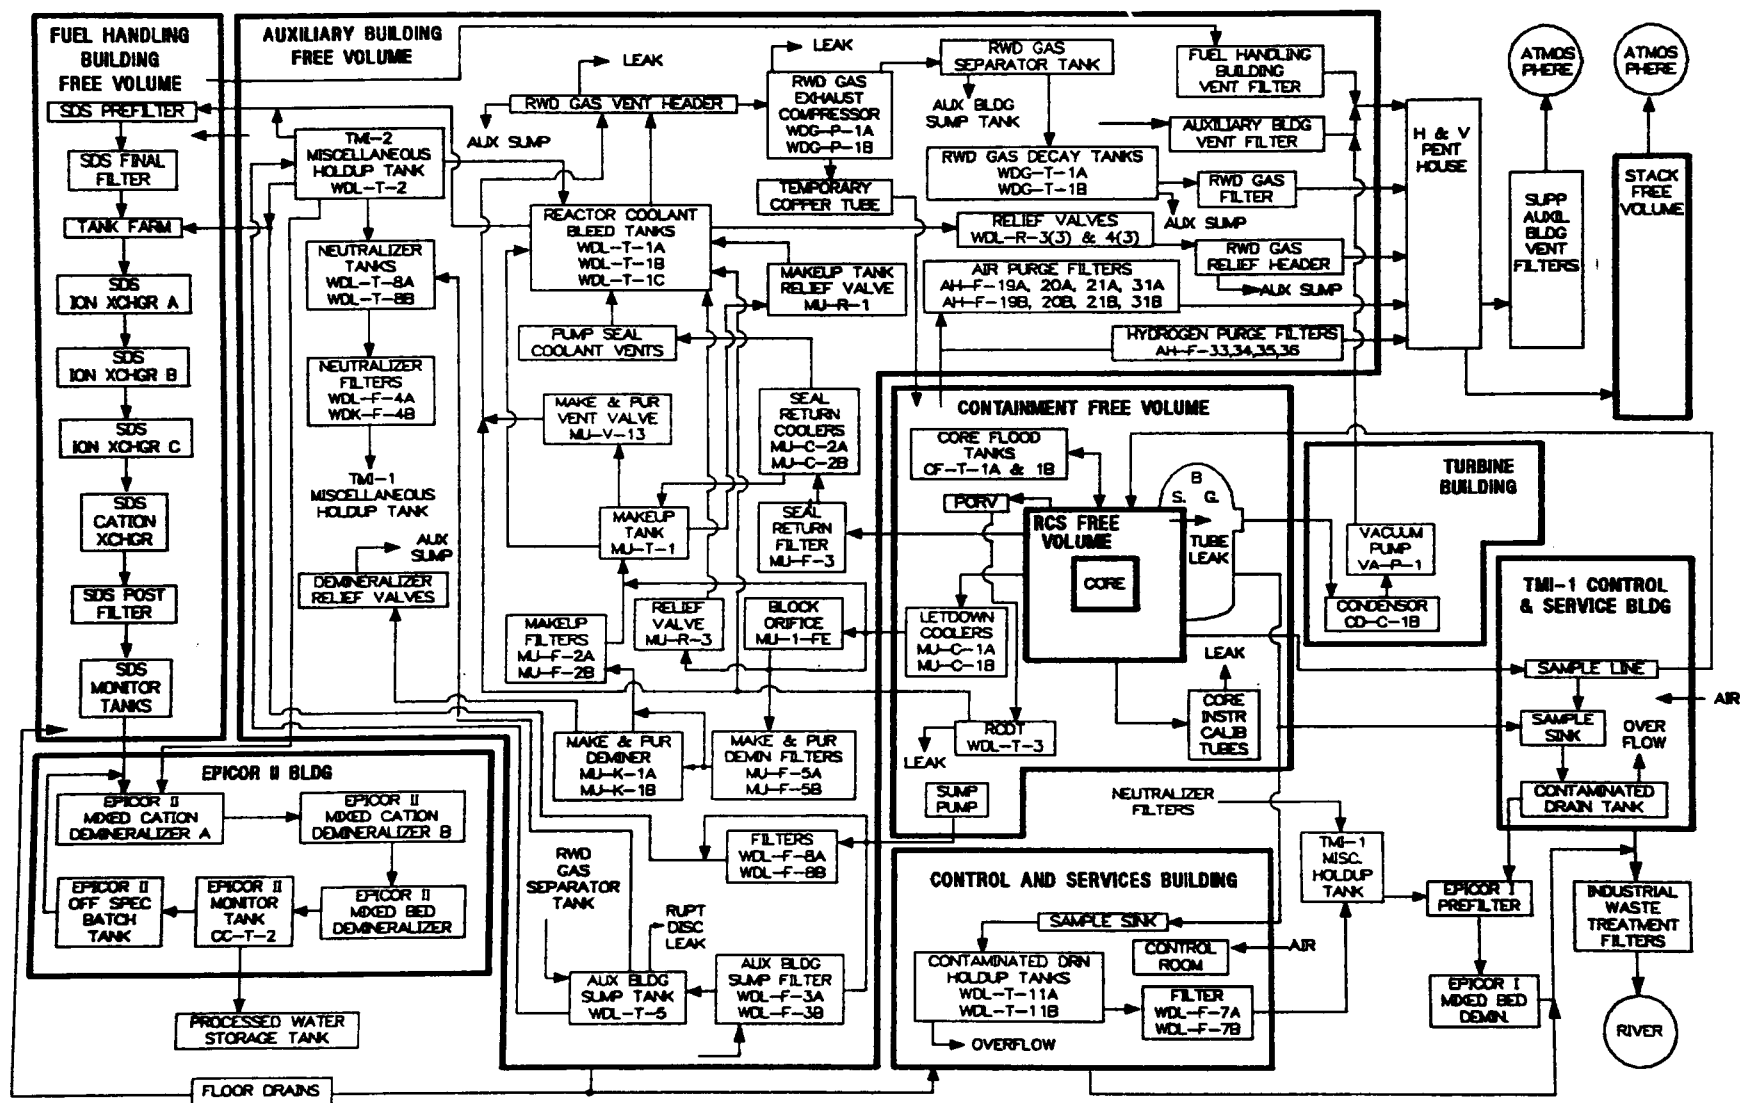 FUEL HANDLING
BUILDING
FREE VOLUME
SDS PREFILTER
SDS FINAL
FILTER
TANK FARM
SDS
ION XCHGR A
SDS
ION XCHGR B
SDS
ION XCHGR C
SDS
CATION
XCHGR
SDS POST
FILTER
SDS
MONITOR
TANKS
AUXILIARY BUILDING
FREE VOLUME
LEAK
RWD GAS VENT HEADER
AUX SUMP
TMI-2
MISCELLANEOUS
HOLDUP TANK
WDL-T-2
NEUTRALIZER
TANKS
WDL-T-8A
WDL-T-8B
NEUTRALIZER
FILTERS
WDL-F-4A
WDK-F-4B
TMI-1
MISCELLANEOUS
HOLDUP TANK
AUX
SUMP
DEMINERALIZER
RELIEF VALVES
LEAK
RWD GAS
EXHAUST
COMPRESSOR
WDG-P-1A
WDG-P-1B
TEMPORARY
COPPER TUBE
RWD GAS
SEPARATOR TANK
AUX BLDG
SUMP TANK
RWD GAS DECAY TANKS
WDG-T-1A
WDG-T-1B
AUX SUMP
FUEL HANDLING
BUILDING
VENT FILTER
AUXILIARY BLDG
VENT FILTER
RWD GAS
FILTER
REACTOR COOLANT
BLEED TANKS
WDL-T-1A
WDL-T-1B
WDL-T-1C
RELIEF VALVES
WDL-R-3(3) & 4(3)
RWD GAS
RELIEF HEADER
AUX SUMP
MAKEUP TANK
RELIEF VALVE
MU-R-1
AIR PURGE FILTERS
AH-F-19A, 20A, 21A, 31A
AH-F-19B, 20B, 21B, 31B
HYDROGEN PURGE FILTERS
AH-F-33,34,35,36
PUMP SEAL
COOLANT VENTS
MAKE & PUR
VENT VALVE
MU-V-13
SEAL
RETURN
COOLERS
MU-C-2A
MU-C-2B
MAKEUP
TANK
MU-T-1
SEAL
RETURN
FILTER
MU-F-3
MAKEUP
FILTERS
MU-F-2A
MU-F-2B
RELIEF
VALVE
MU-R-3
BLOCK
ORIFICE
MU-1-FE
MAKE & PUR
DEMINER
MU-K-1A
MU-K-1B
MAKE & PUR
DEMIN FILTERS
MU-F-5A
MU-F-5B
FILTERS
WDL-F-8A
WDL-F-8B
RWD
GAS
SEPARATOR
TANK
RUPT
DISC
LEAK
AUX BLDG
SUMP TANK
WDL-T-5
AUX BLDG
SUMP FILTER
WDL-F-3A
WDL-F-3B
H & V
PENT
HOUSE
ATMOS
PHERE
ATMOS
PHERE
SUPP
AUXIL
BLDG
VENT
FILTERS
STACK
FREE
VOLUME
CONTAINMENT FREE VOLUME
CORE FLOOD
TANKS
CF-T-1A & 1B
PORV
RCS FREE
VOLUME
CORE
B
S. G.
TUBE
LEAK
LETDOWN
COOLERS
MU-C-1A
MU-C-1B
LEAK
CORE
INSTR
CALIB
TUBES
RCDT
WDL-T-3
LEAK
SUMP
PUMP
TURBINE
BUILDING
VACUUM
PUMP
VA-P-1
CONDENSOR
CD-C-1B
TMI-1 CONTROL
& SERVICE BLDG
SAMPLE LINE
AIR
SAMPLE
SINK
OVER
FLOW
CONTAMINATED
DRAIN TANK
EPICOR II BLDG
EPICOR II
MIXED CATION
DEMINERALIZER A
EPICOR II
MIXED CATION
DEMINERALIZER B
EPICOR II
OFF SPEC
BATCH
TANK
EPICOR II
MONITOR
TANK
CC-T-2
EPICOR II
MIXED BED
DEMINERALIZER
PROCESSED WATER
STORAGE TANK
FLOOR DRAINS
CONTROL AND SERVICES BUILDING
SAMPLE SINK
CONTROL
ROOM
AIR
CONTAMINATED DRN
HOLDUP TANKS
WDL-T-11A
WDL-T-11B
FILTER
WDL-F-7A
WDL-F-7B
OVERFLOW
NEUTRALIZER
FILTERS
TMI-1
MISC.
HOLDUP
TANK
EPICOR I
PREFILTER
EPICOR I
MIXED BED
DEMIN.
INDUSTRIAL
WASTE
TREATMENT
FILTERS
RIVER